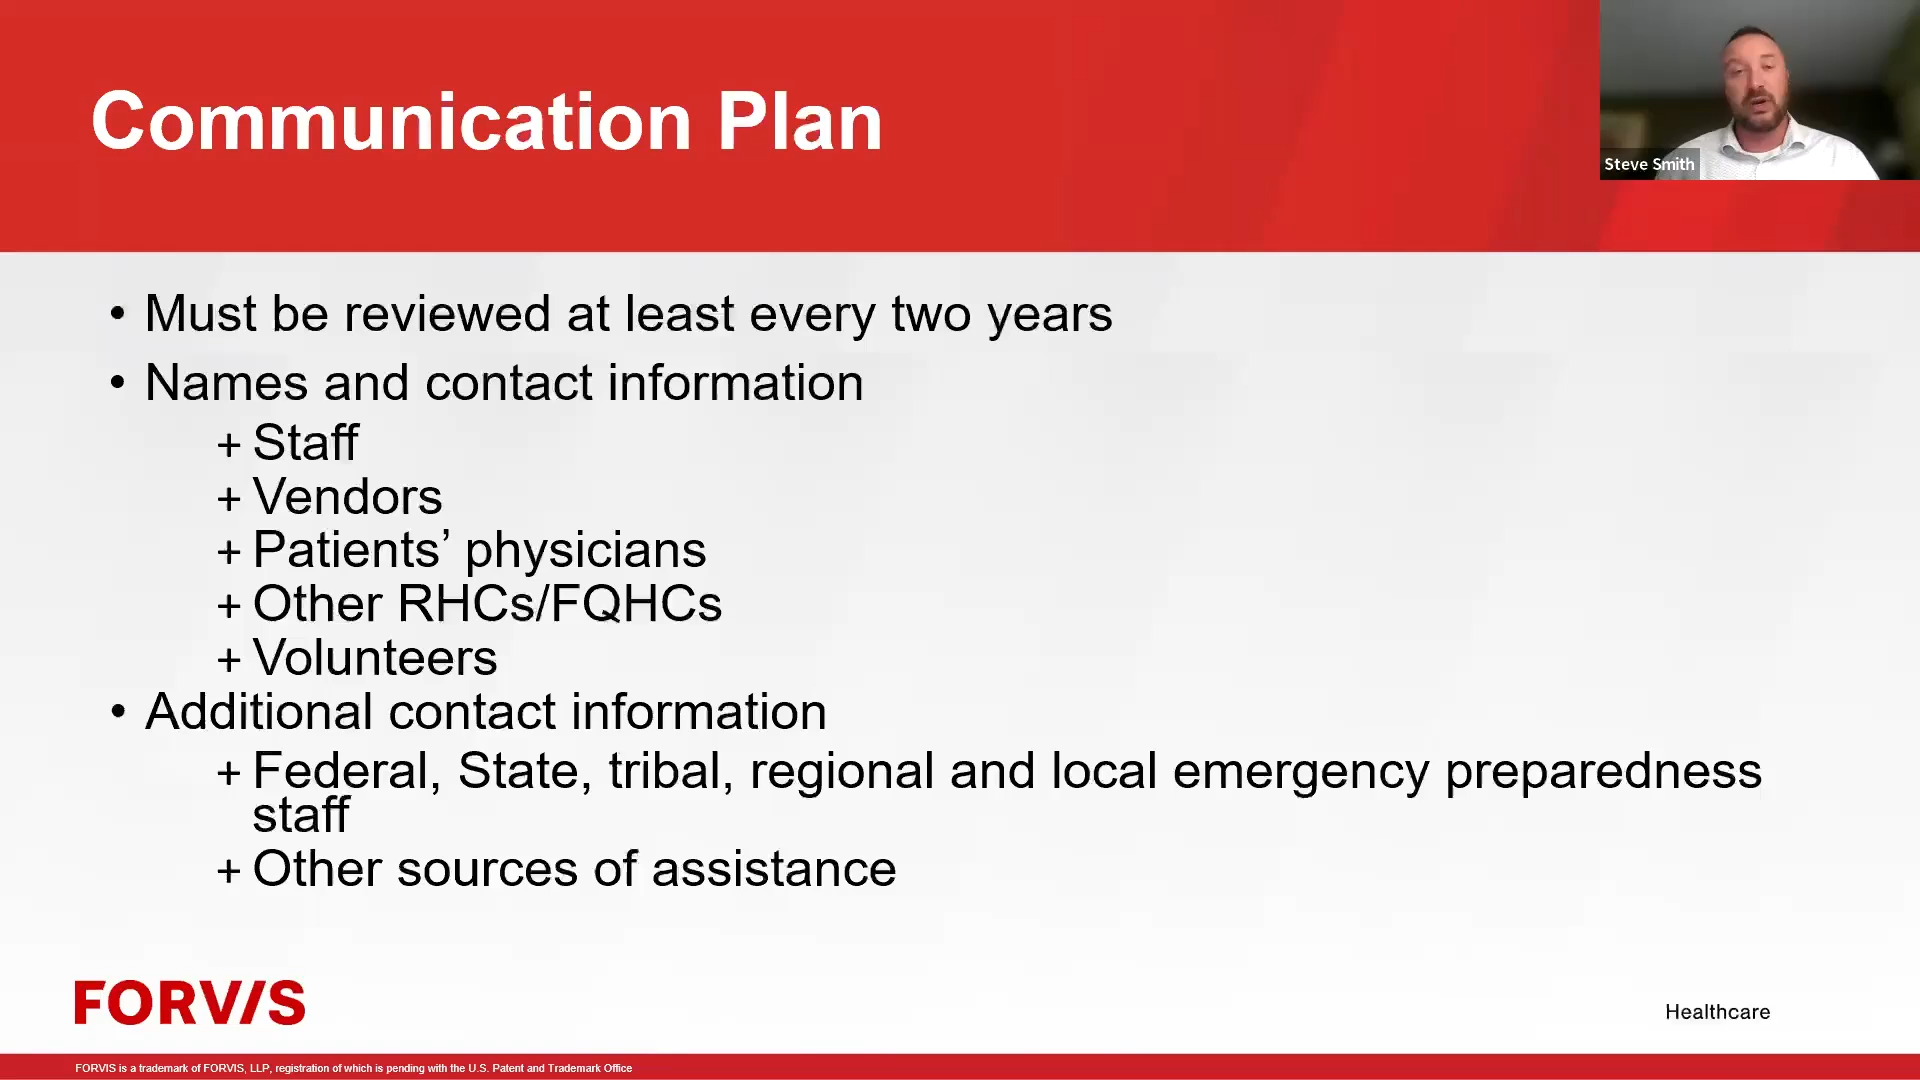 Communication Plan
Steve Smith
• Must be reviewed at least every two years
• Names and contact information
+ Staff
+ Vendors
+ Patients’ physicians
+ Other RHCs/FQHCs
+ Volunteers
• Additional contact information
+ Federal, State, tribal, regional and local emergency preparedness
staff
+ Other sources of assistance
FORVIS
Healthcare
FORVIS is a trademark of FORVIS, LLP, registration of which is pending with the U.S. Patent and Trademark Office